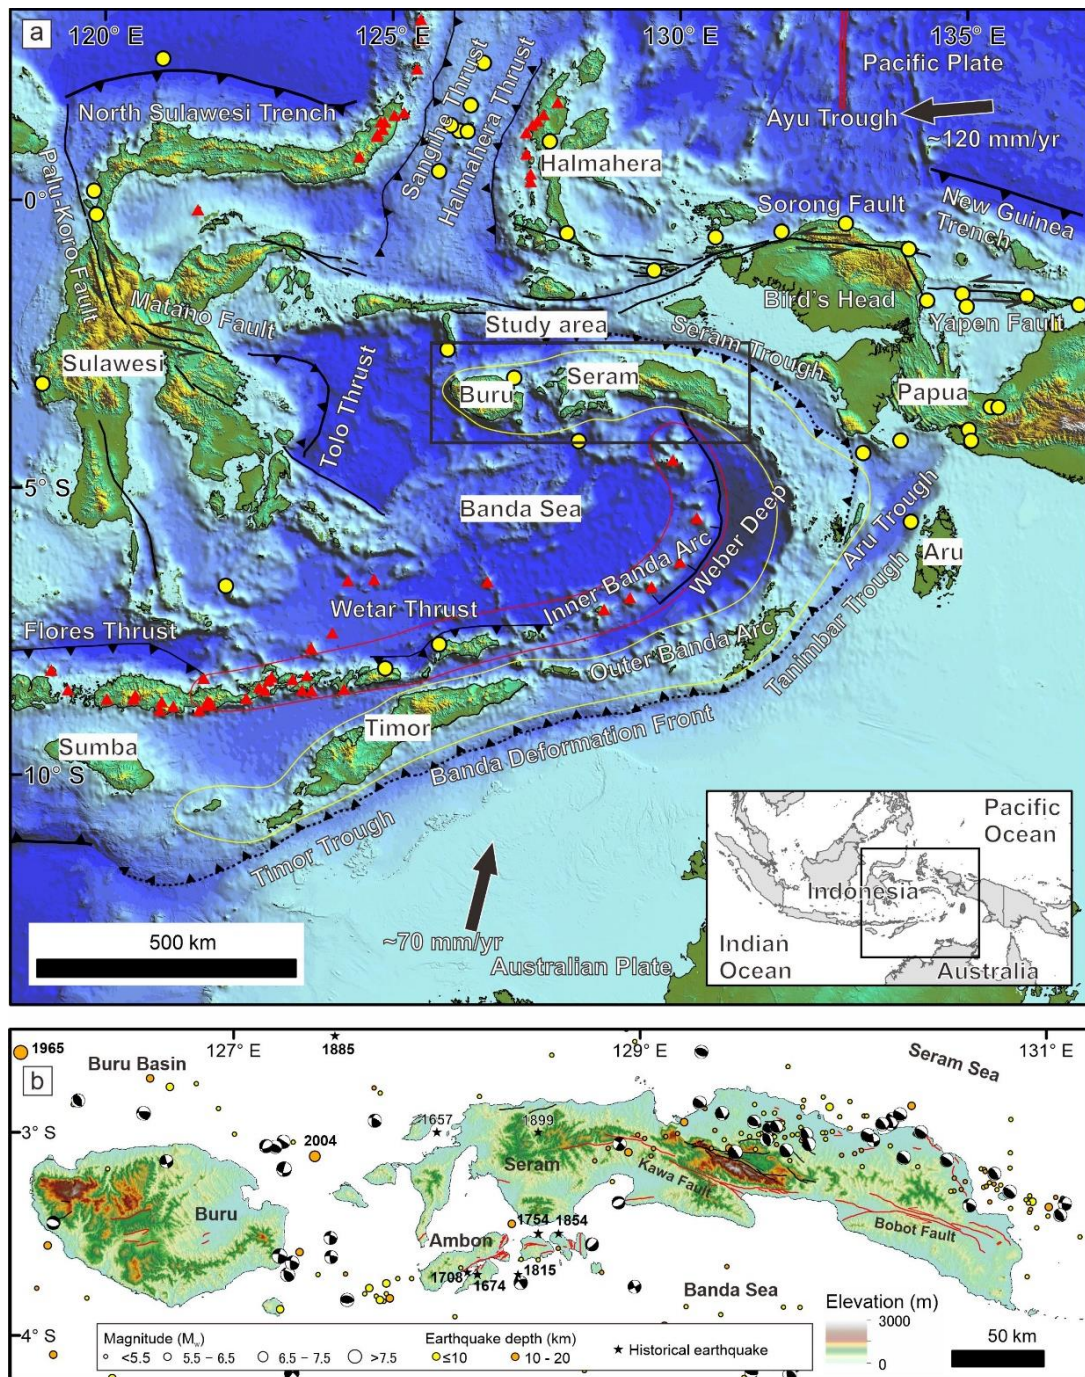 a
120° E
125° E
130° E
135° E
Pacific Plate
North Sulawesi Trench
Sangihe Thrust
Halmahera Thrust
Ayu Trough
~120 mm/yr
Palu-Koro Fault
Halmahera
0°
Sorong Fault
New Guinea
Trench
Matano Fault
Bird's Head
Study area
Seram Trough
Yapen Fault
Sulawesi
Tolo Thrust
Buru
Seram
Papua
5° S
Banda Sea
Weber Deep
Aru Trough
Aru
Inner Banda Arc
Wetar Thrust
Flores Thrust
Outer Banda Arc
Tanimbar Trough
Timor
Sumba
Banda Deformation Front
10° S
Timor Trough
~70 mm/yr
Australian Plate
500 km
Pacific
Ocean
Indonesia
Indian
Ocean
Australia
b
1965
Buru Basin
127° E
1885
129° E
Seram Sea
131° E
3° S
1657
1899
2004
Seram
Kawa Fault
Buru
Ambon
1754
1854
Bobot Fault
1708
1674
1815
Banda Sea
4° S
Magnitude (Mw)
<5.5
5.5 – 6.5
6.5 – 7.5
>7.5
Earthquake depth (km)
≤10
10 - 20
Historical earthquake
Elevation (m)
3000
0
50 km